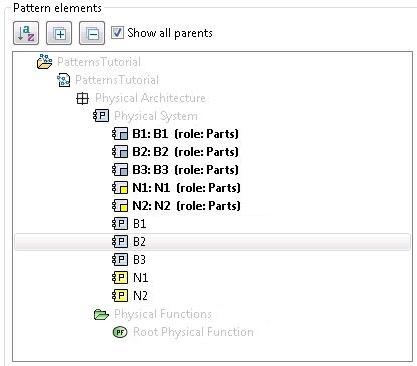 Pattern elements
Show all parents
PatternsTutorial
PatternsTutorial
Physical Architecture
Physical System
B1: B1 (role: Parts)
B2: B2 (role: Parts)
B3: B3 (role: Parts)
N1: N1 (role: Parts)
N2: N2 (role: Parts)
B1
B2
B3
N1
N2
Physical Functions
Root Physical Function